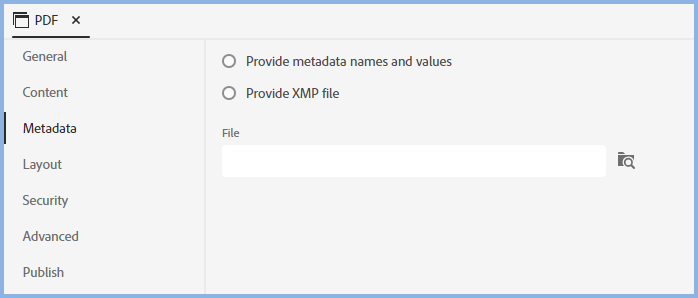 PDF
General
Content
Metadata
Layout
Security
Advanced
Publish
Provide metadata names and values
Provide XMP file
File